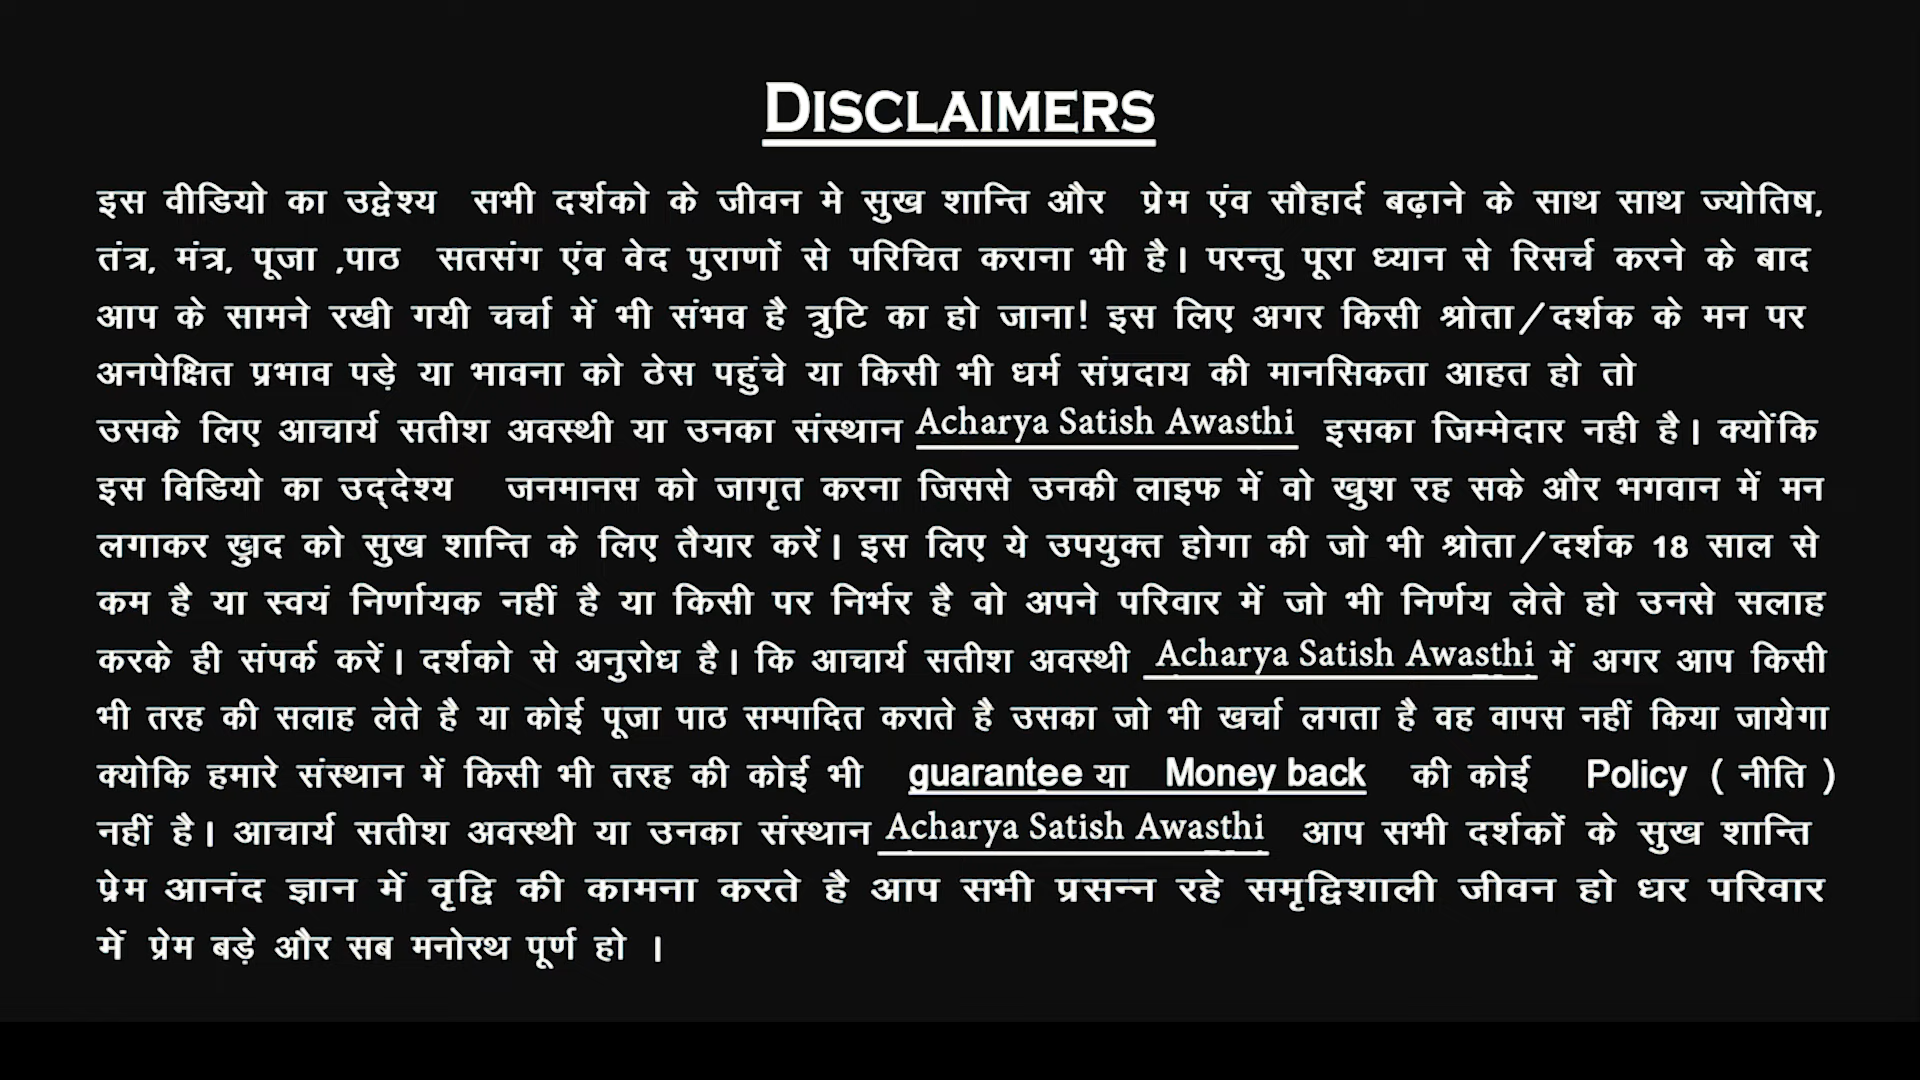 DISCLAIMERS
इस वीडियो का उद्वेश्य सभी दर्शको के जीवन मे सुख शान्ति और प्रेम एंव सौहार्द बढ़ाने के साथ साथ ज्योतिष,
तंत्र, मंत्र, पूजा ,पाठ सतसंग एंव वेद पुराणों से परिचित कराना भी है। परन्तु पूरा ध्यान से रिसर्च करने के बाद
आप के सामने रखी गयी चर्चा में भी संभव है त्रुटि का हो जाना! इस लिए अगर किसी श्रोता/दर्शक के मन पर
अनपेक्षित प्रभाव पड़े या भावना को ठेस पहुंचे या किसी भी धर्म संप्रदाय की मानसिकता आहत हो तो
उसके लिए आचार्य सतीश अवस्थी या उनका संस्थान Acharya Satish Awasthi इसका जिम्मेदार नही है। क्योंकि
इस विडियो का उद्‌देश्य जनमानस को जागृत करना जिससे उनकी लाइफ में वो खुश रह सके और भगवान में मन
लगाकर खुद को सुख शान्ति के लिए तैयार करें। इस लिए ये उपयुक्त होगा की जो भी श्रोता/दर्शक 18 साल से
कम है या स्वयं निर्णायक नहीं है या किसी पर निर्भर है वो अपने परिवार में जो भी निर्णय लेते हो उनसे सलाह
करके ही संपर्क करें। दर्शको से अनुरोध है। कि आचार्य सतीश अवस्थी Acharya Satish Awasthi में अगर आप किसी
भी तरह की सलाह लेते है या कोई पूजा पाठ सम्पादित कराते है उसका जो भी खर्चा लगता है वह वापस नहीं किया जायेगा
क्योकि हमारे संस्थान में किसी भी तरह की कोई भी guarantee या Money back की कोई Policy ( नीति )
नहीं है। आचार्य सतीश अवस्थी या उनका संस्थान Acharya Satish Awasthi आप सभी दर्शकों के सुख शान्ति
प्रेम आनंद ज्ञान में वृद्वि की कामना करते है आप सभी प्रसन्न रहे समृद्विशाली जीवन हो धर परिवार
में प्रेम बड़े और सब मनोरथ पूर्ण हो ।